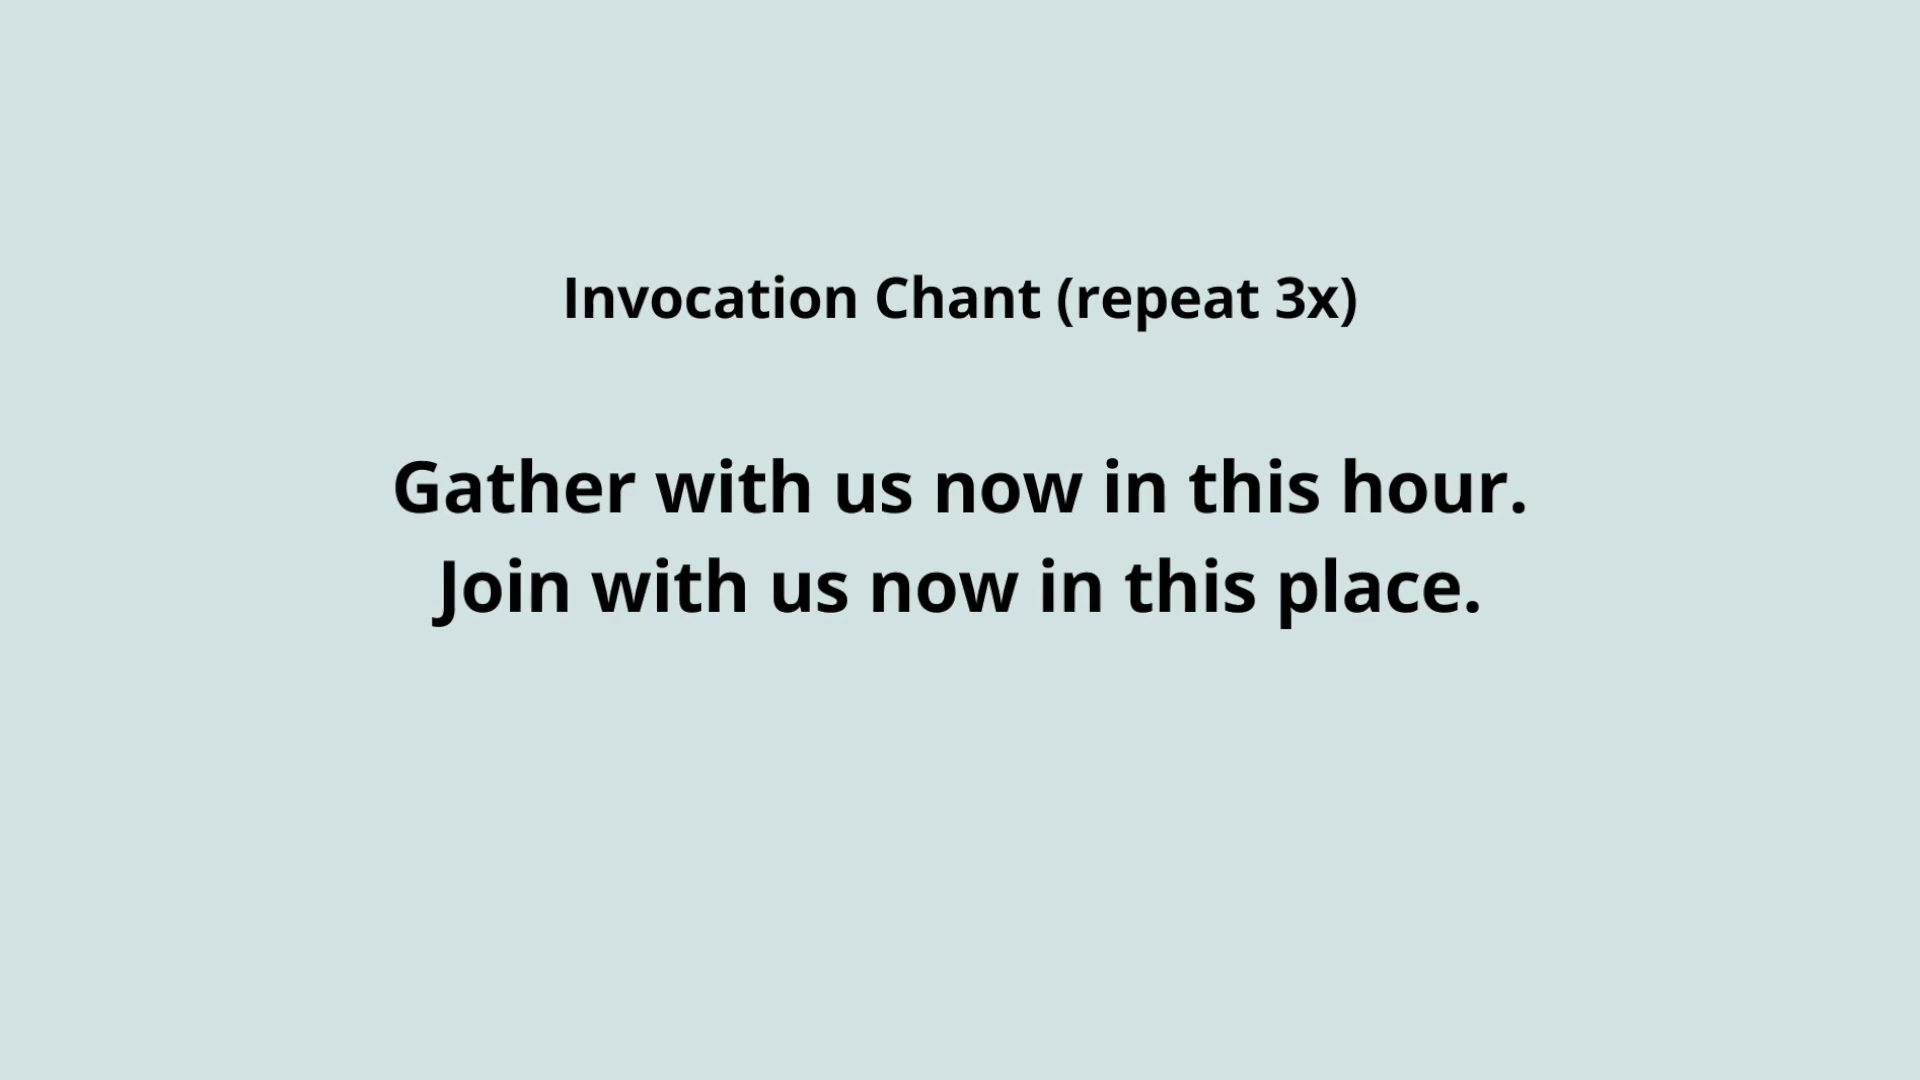 Invocation Chant (repeat 3x)
Gather with us now in this hour.
Join with us now in this place.